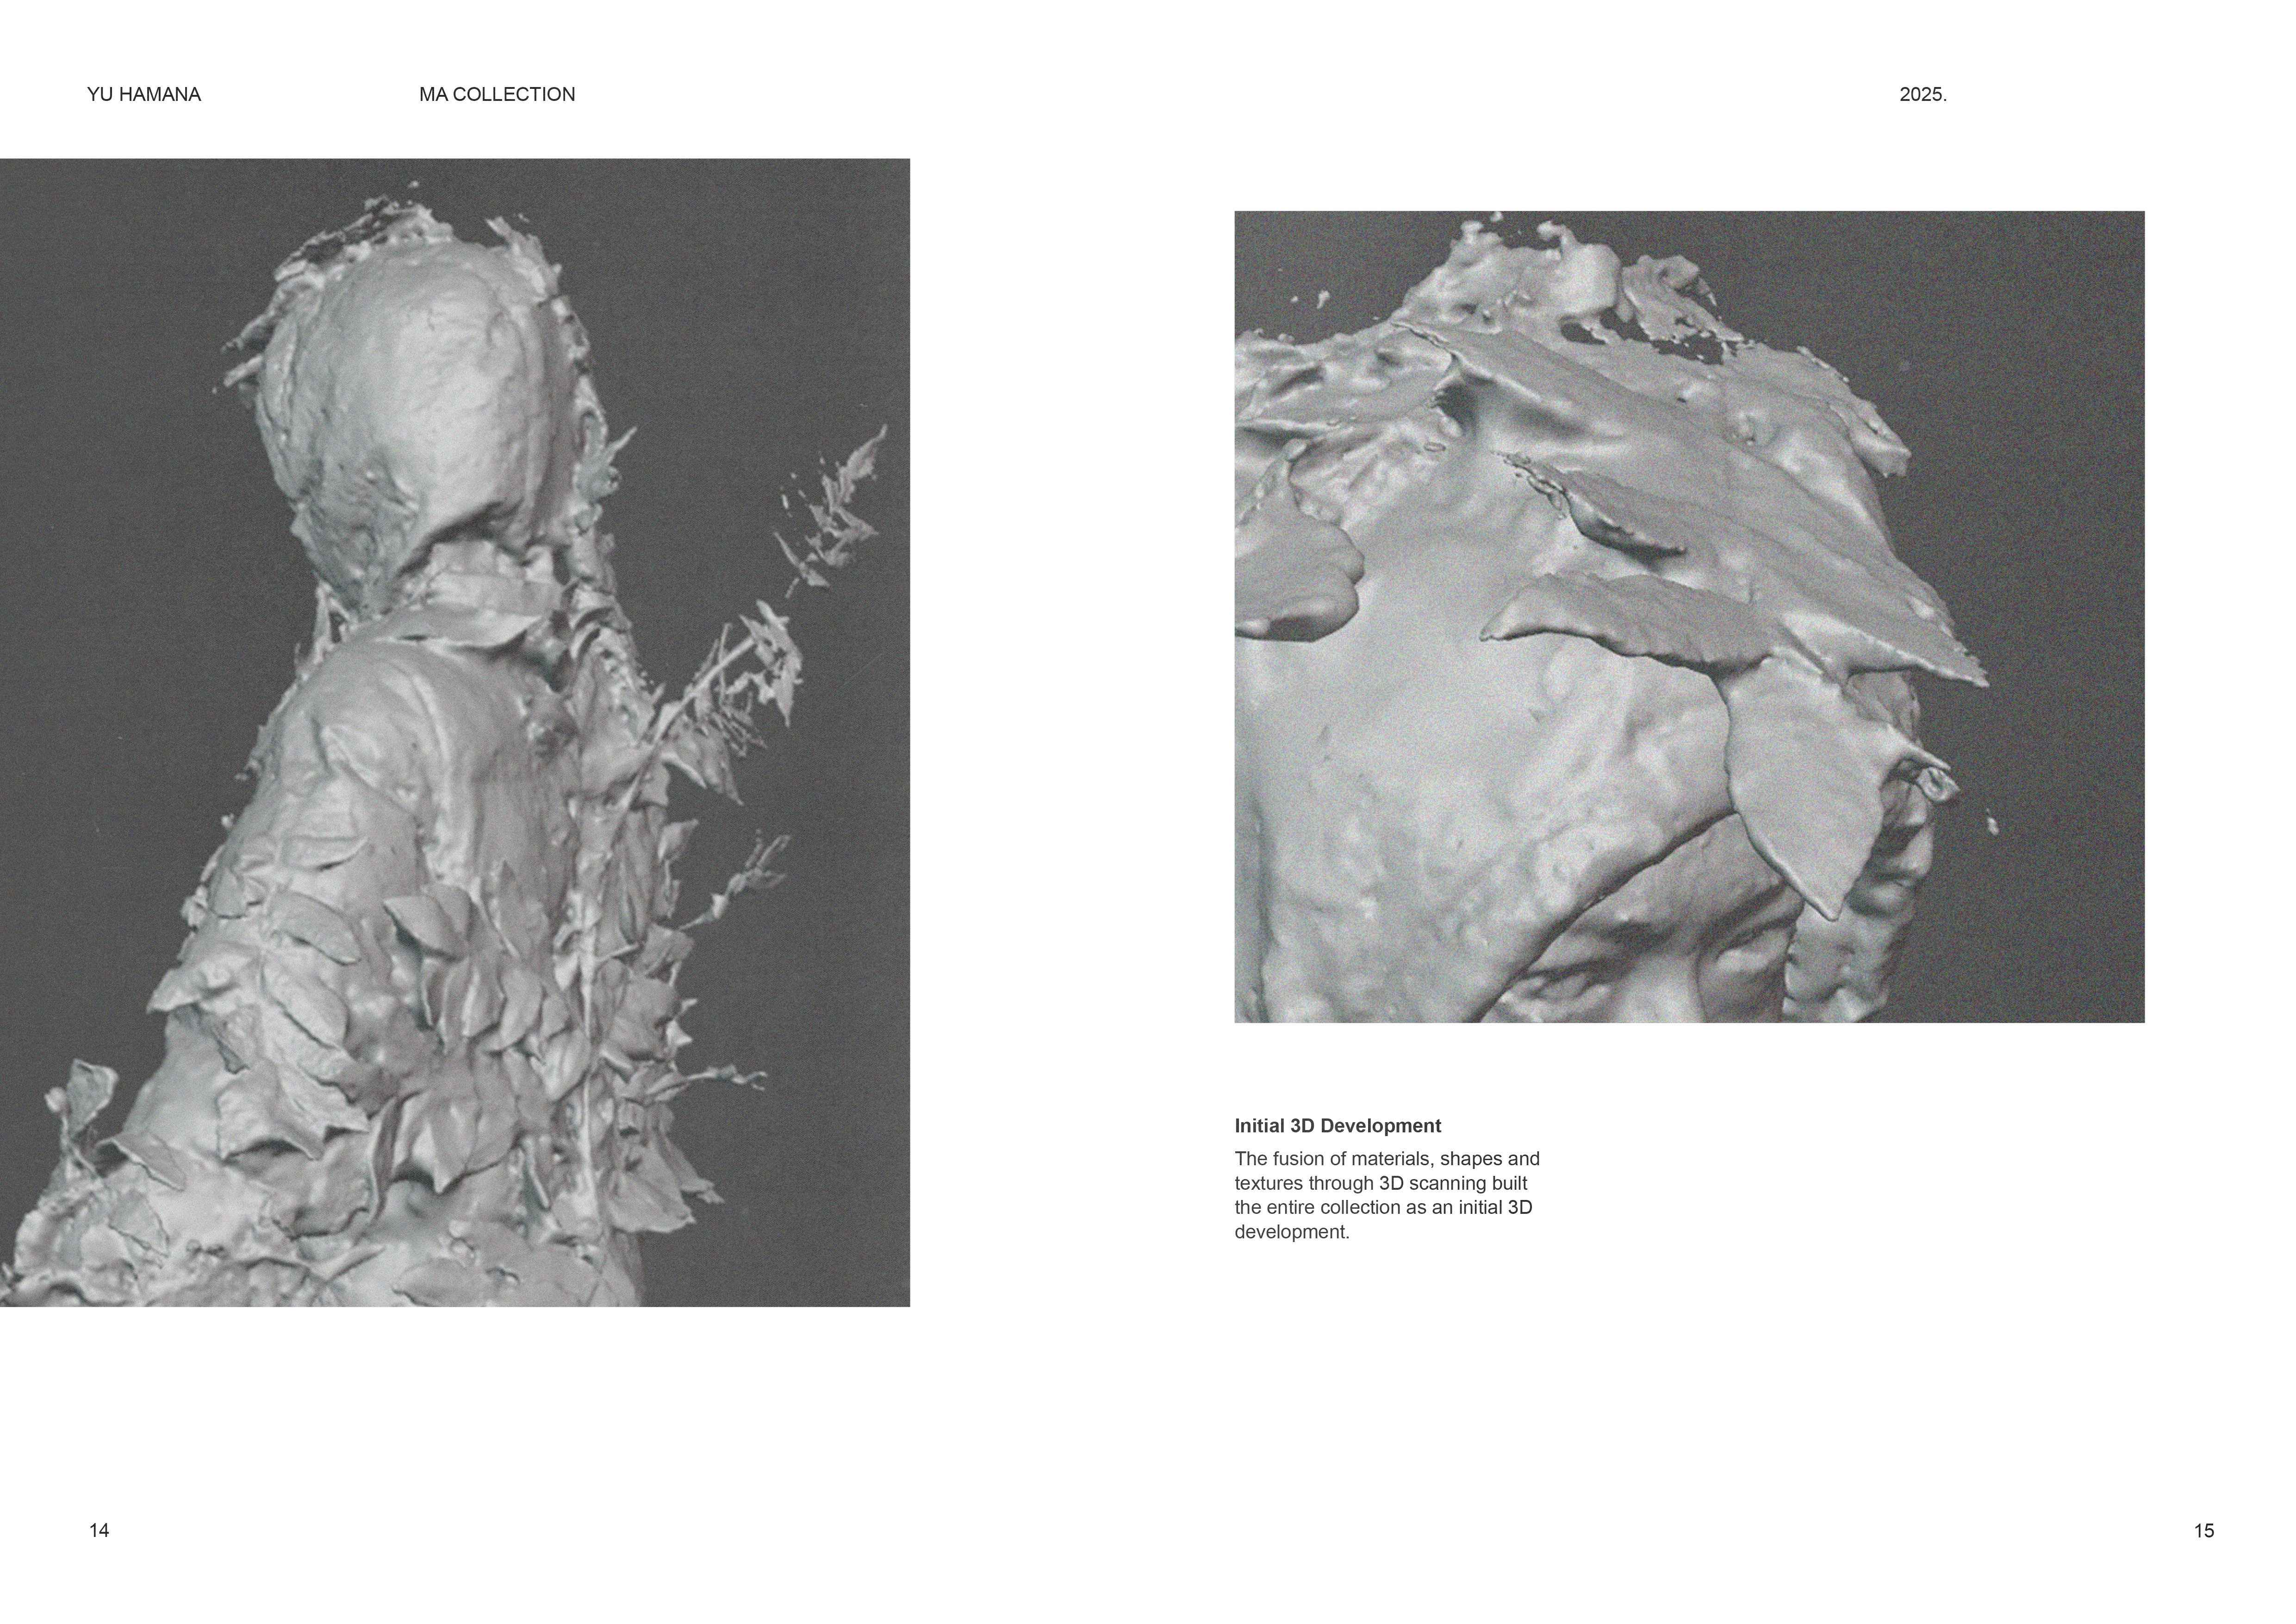 YU HAMANA
MA COLLECTION
2025.
Initial 3D Development
The fusion of materials, shapes and
textures through 3D scanning built
the entire collection as an initial 3D
development.
14
15